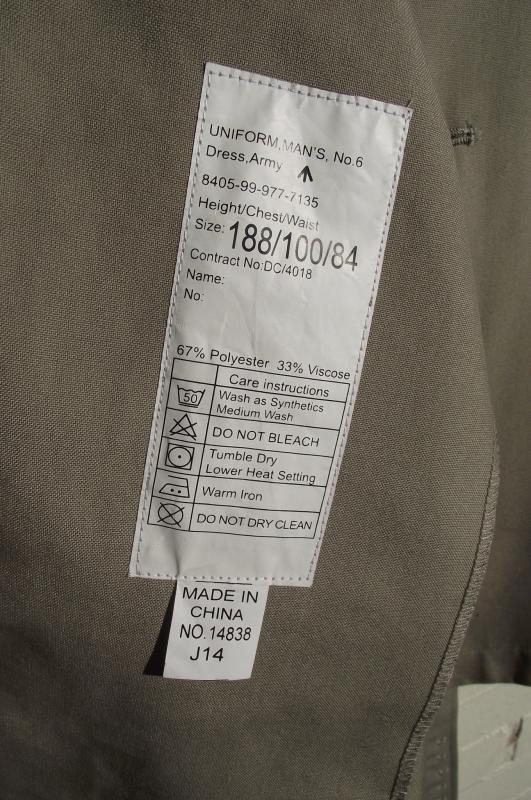 UNIFORM,MAN'S, No.6
Dress,Army
8405-99-977-7135
Height/Chest/Waist
Size: 188/100/84
Contract No:DC/4018
Name:
No:
67% Polyester 33% Viscose
Care instructions
50
Wash as Synthetics
Medium Wash
DO NOT BLEACH
Tumble Dry
Lower Heat Setting
Warm Iron
DO NOT DRY CLEAN
MADE IN
CHINA
NO.14838
J14